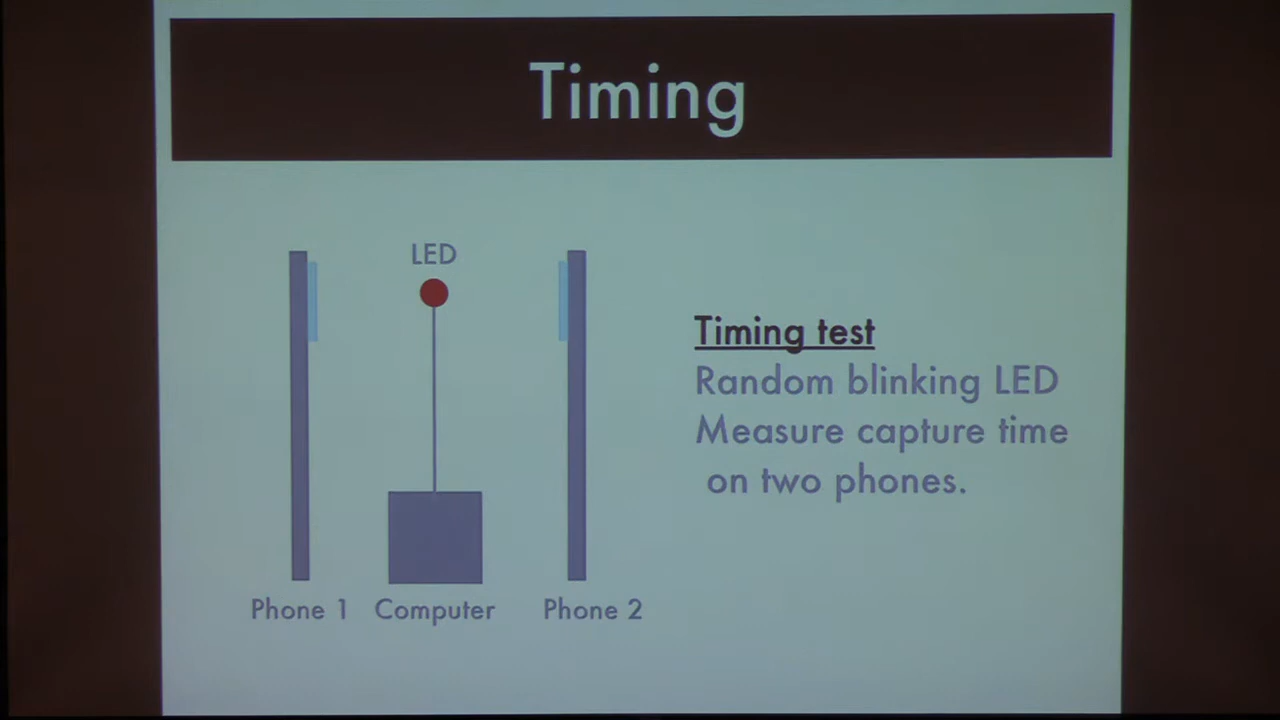 Timing
LED
Timing test
Random blinking LED
Measure capture time
on two phones.
Phone 1
Computer
Phone 2